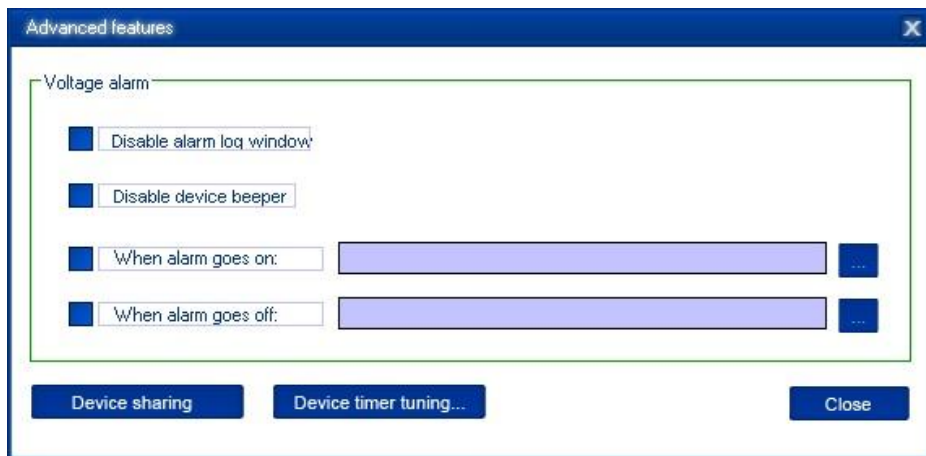 Advanced features
X
Voltage alarm
Disable alarm log window
Disable device beeper
When alarm goes on:
...
When alarm goes off:
...
Device sharing
Device timer tuning...
Close